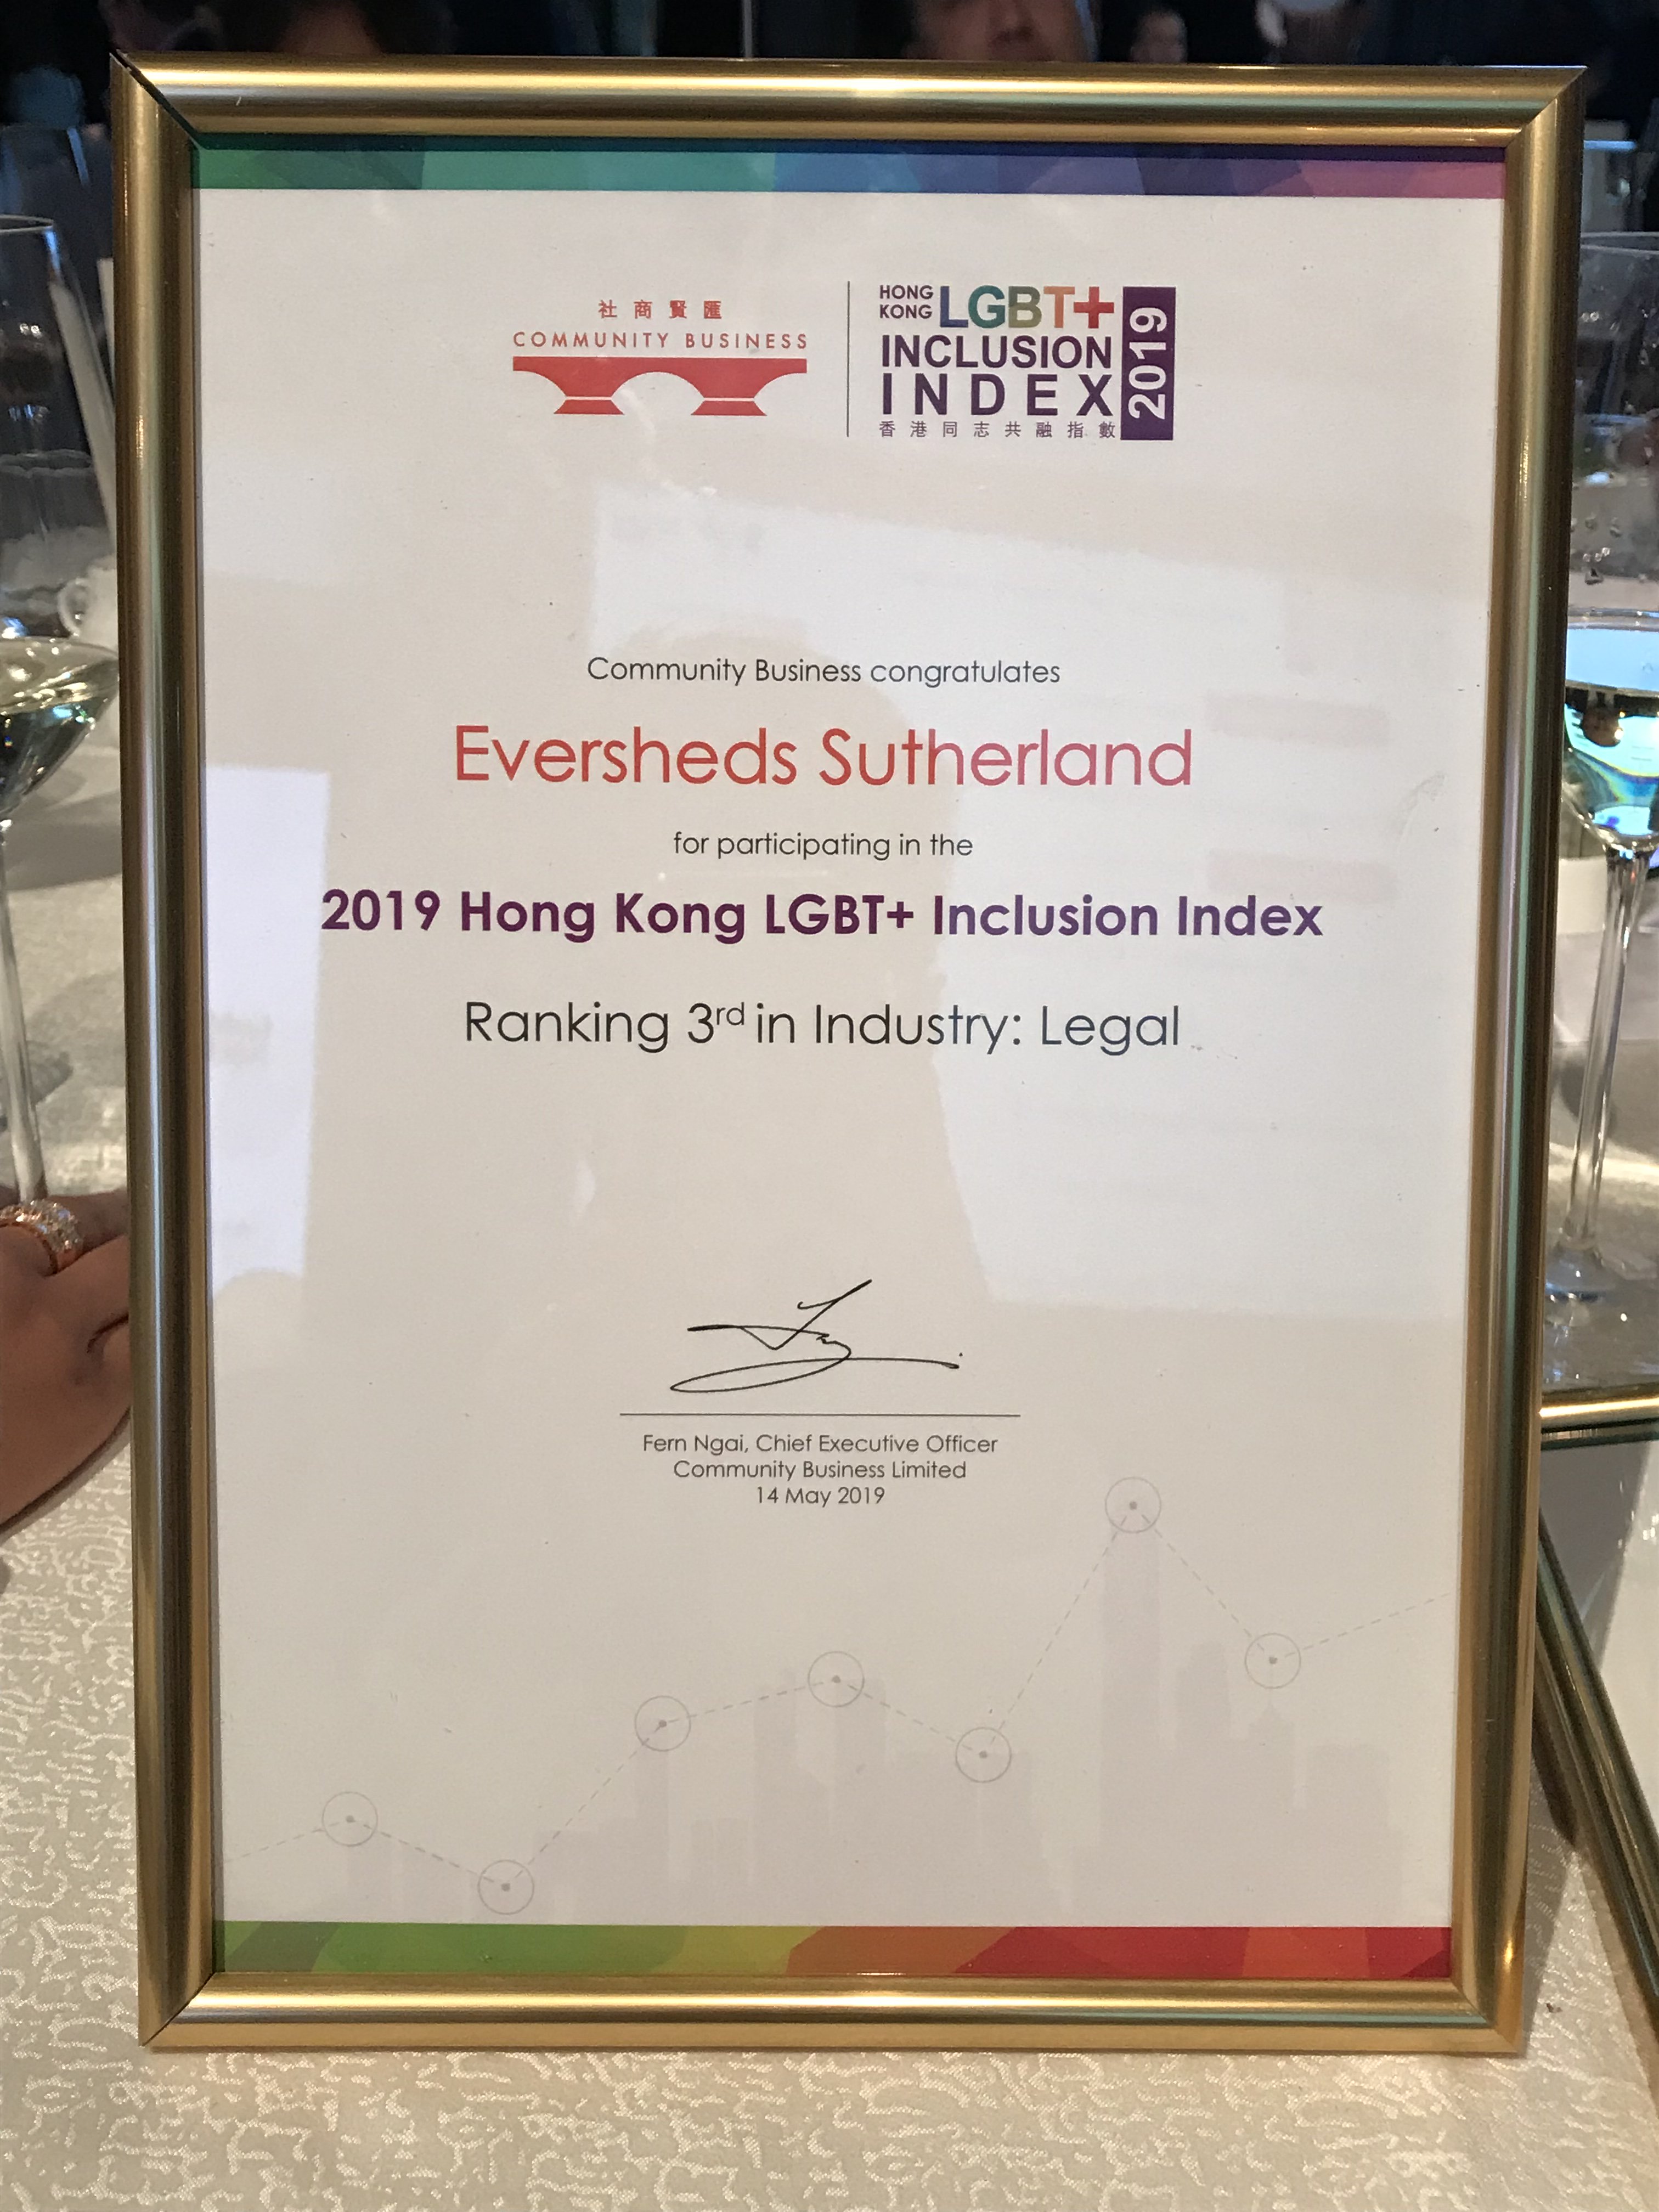 社商賢匯
COMMUNITY BUSINESS
HONG KONG LGBT+
INCLUSION
INDEX
2019
香港同志共融指數
Community Business congratulates
Eversheds Sutherland
for participating in the
2019 Hong Kong LGBT+ Inclusion Index
Ranking 3rd in Industry: Legal
Fern Ngai, Chief Executive Officer
Community Business Limited
14 May 2019